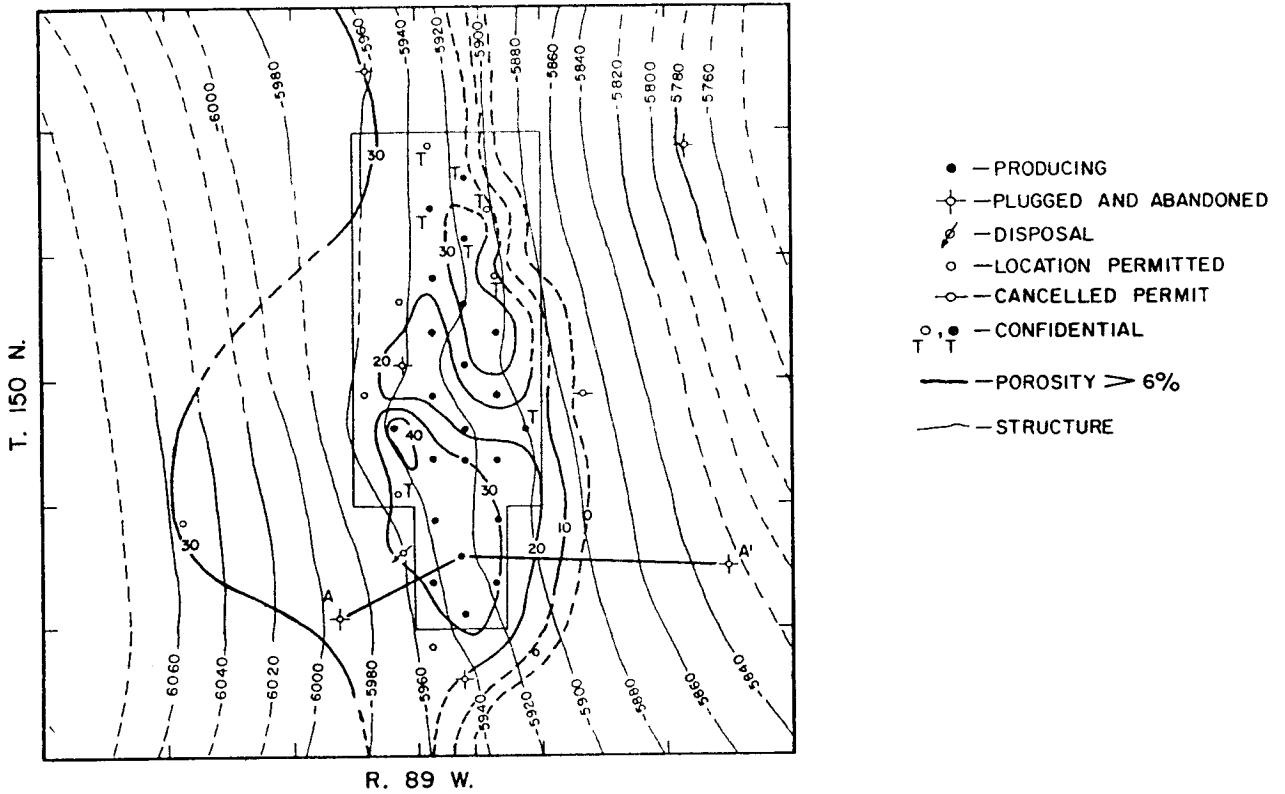 -5960
-5940
-5920
-5900
-5880
-5860
-5840
-5820
-5800
-5780
-5760
-6000
-5980
30
T
T
T
T
T
30
T
20
T
40
T
30
30
10
0
20
A'
A
-6060
-6040
-6020
-6000
-5980
-5960
-5940
-5920
-5900
-5880
-5860
-5840
T. 150 N.
R. 89 W.
— PRODUCING
— PLUGGED AND ABANDONED
— DISPOSAL
— LOCATION PERMITTED
— CANCELLED PERMIT
, — CONFIDENTIAL
T T
— POROSITY > 6%
— STRUCTURE